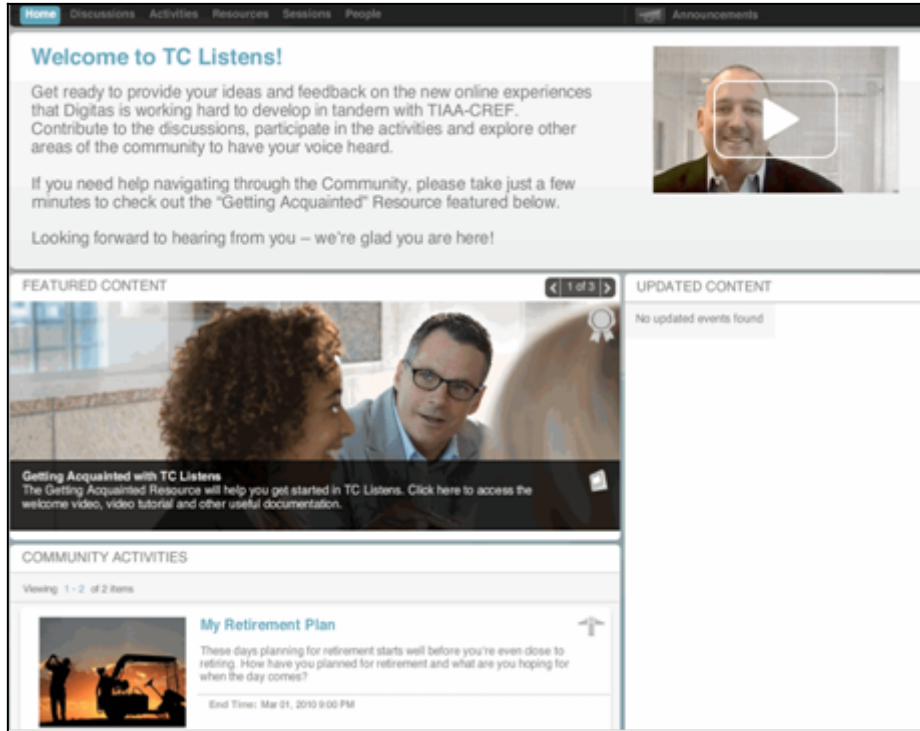 Home Discussions Activities Resources Sessions People
Announcements
Welcome to TC Listens!
Get ready to provide your ideas and feedback on the new online experiences
that Digitas is working hard to develop in tandem with TIAA-CREF.
Contribute to the discussions, participate in the activities and explore other
areas of the community to have your voice heard.
If you need help navigating through the Community, please take just a few
minutes to check out the “Getting Acquainted” Resource featured below.
Looking forward to hearing from you – we're glad you are here!
FEATURED CONTENT
1 of 3
UPDATED CONTENT
No updated events found
Getting Acquainted with TC Listens
The Getting Acquainted Resource will help you get started in TC Listens. Click here to access the
welcome video, video tutorial and other useful documentation.
COMMUNITY ACTIVITIES
Viewing 1 - 2 of 2 items
My Retirement Plan
These days planning for retirement starts well before you're even close to
retiring. How have you planned for retirement and what are you hoping for
when the day comes?
End Time: Mar 01, 2010 9:00 PM